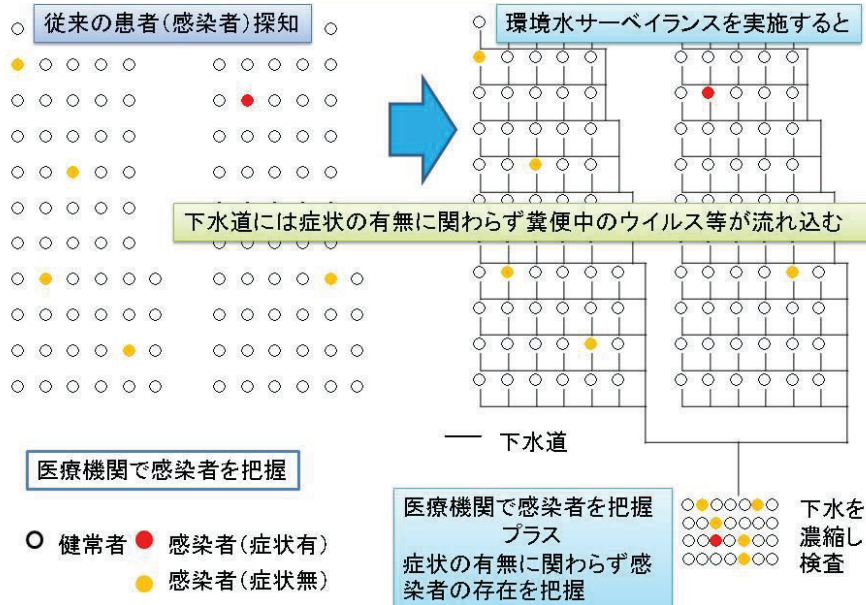 従来の患者（感染者）探知
環境水サーベイランスを実施すると
下水道には症状の有無に関わらず糞便中のウイルス等が流れ込む
下水道
医療機関で感染者を把握
健常者
感染者（症状有）
感染者（症状無）
医療機関で感染者を把握
プラス
症状の有無に関わらず感
染者の存在を把握
下水を
濃縮し
検査